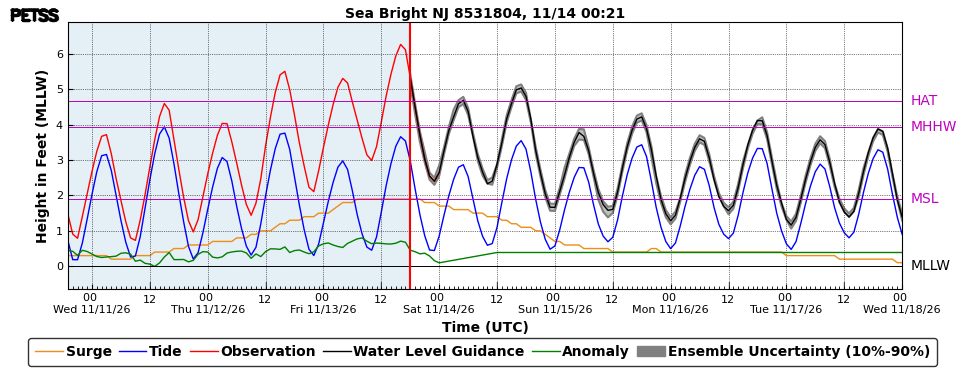 PETSS
Sea Bright NJ 8531804, 11/14 00:21
Height in Feet (MLLW)
6
5
4
3
2
1
0
HAT
MHHW
MSL
MLLW
00 12 00 12 00 12 00 12 00 12 00 12 00 12 00
Wed 11/11/26 Thu 11/12/26 Fri 11/13/26 Sat 11/14/26 Sun 11/15/26 Mon 11/16/26 Tue 11/17/26 Wed 11/18/26
Time (UTC)
Surge Tide Observation Water Level Guidance Anomaly Ensemble Uncertainty (10%-90%)